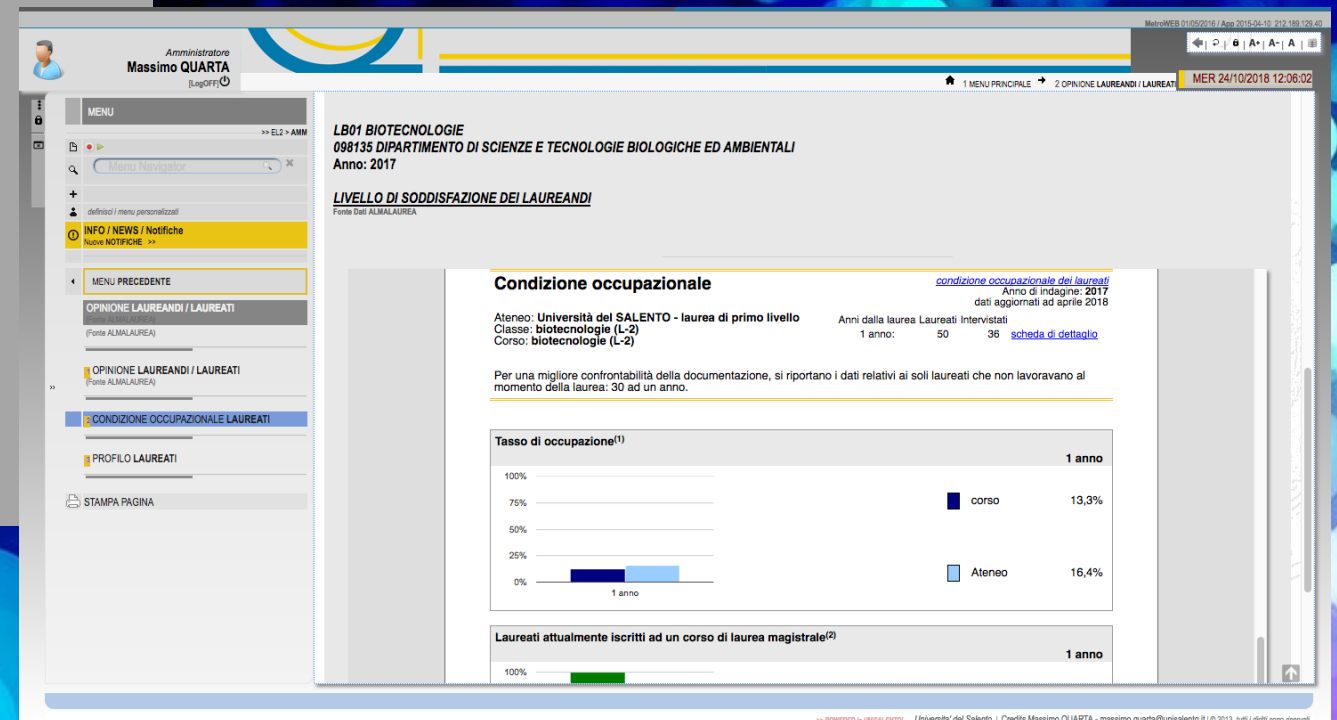 MetroWEB 01/05/2016 / App 2015-04-10 212.189.129.40
Amministratore
Massimo QUARTA
[LogOFF]
A+ | A- | A
1 MENU PRINCIPALE 2 OPINIONE LAUREANDI / LAUREATI
MER 24/10/2018 12:06:02
MENU
>> EL2 > AMM
Menu Navigator
definisci i menu personalizzati
INFO / NEWS / Notifiche
Nuove NOTIFICHE >>
MENU PRECEDENTE
OPINIONE LAUREANDI / LAUREATI
(Fonte ALMALAUREA)
(Fonte ALMALAUREA)
OPINIONE LAUREANDI / LAUREATI
(Fonte ALMALAUREA)
CONDIZIONE OCCUPAZIONALE LAUREATI
PROFILO LAUREATI
STAMPA PAGINA
LB01 BIOTECNOLOGIE
098135 DIPARTIMENTO DI SCIENZE E TECNOLOGIE BIOLOGICHE ED AMBIENTALI
Anno: 2017
LIVELLO DI SODDISFAZIONE DEI LAUREANDI
Fonte Dati ALMALAUREA
Condizione occupazionale
condizione occupazionale dei laureati
Anno di indagine: 2017
dati aggiornati ad aprile 2018
Ateneo: Università del SALENTO - laurea di primo livello
Classe: biotecnologie (L-2)
Corso: biotecnologie (L-2)
Anni dalla laurea Laureati Intervistati
1 anno: 50 36 scheda di dettaglio
Per una migliore confrontabilità della documentazione, si riportano i dati relativi ai soli laureati che non lavoravano al
momento della laurea: 30 ad un anno.
Tasso di occupazione(1)
1 anno
100%
75%
50%
25%
0%
1 anno
corso 13,3%
Ateneo 16,4%
Laureati attualmente iscritti ad un corso di laurea magistrale(2)
1 anno
100%
Universita' del Salento | Credits Massimo QUARTA - massimo.quarta@unisalento.it | © 2013, tutti i diritti sono riservati